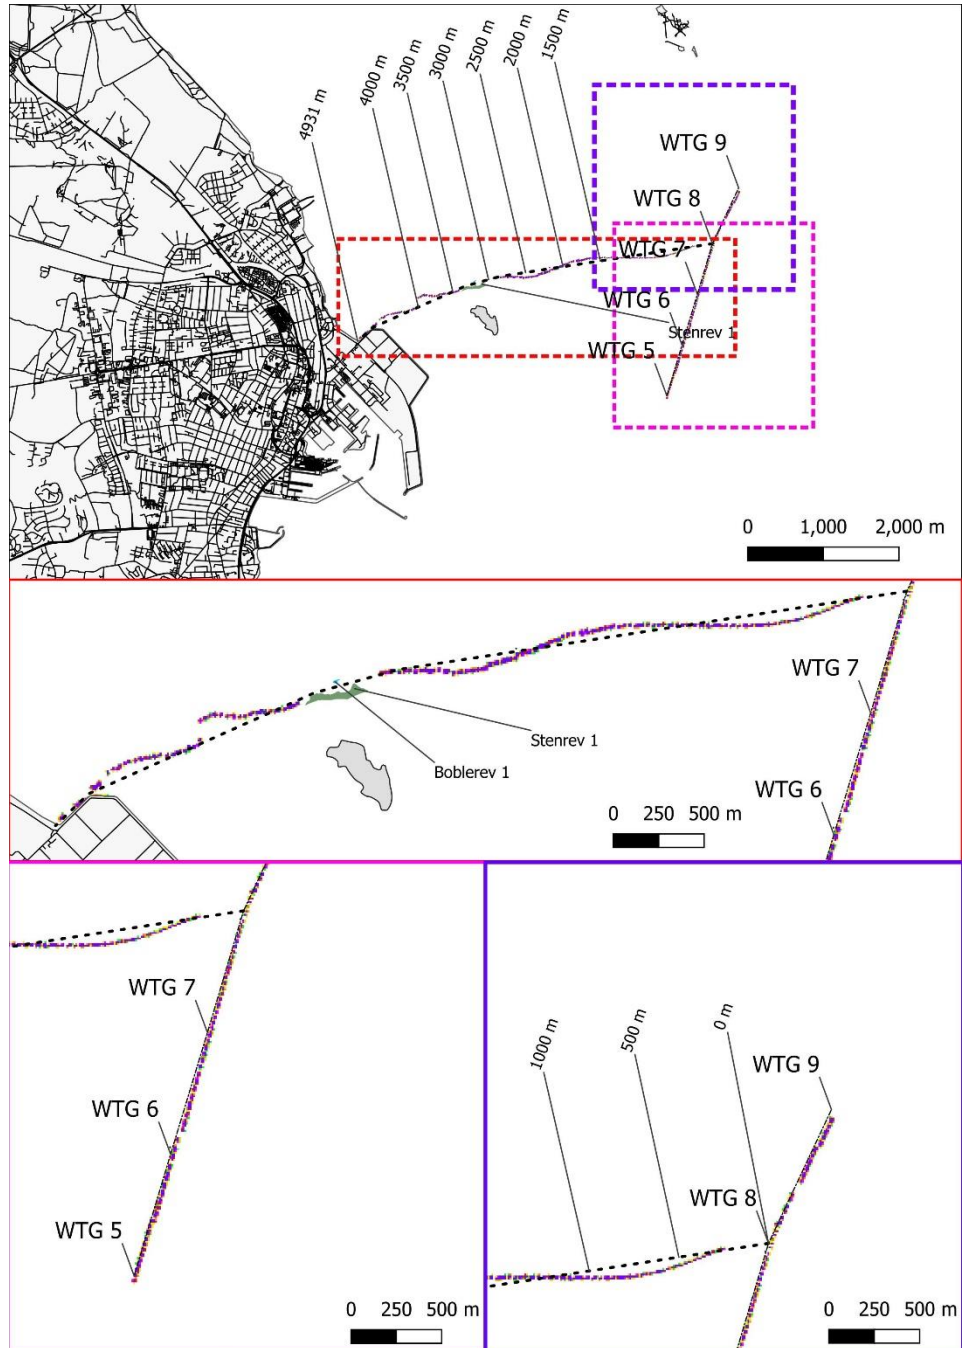 1500 m
2000 m
2500 m
3000 m
3500 m
4000 m
4931 m
WTG 9
WTG 8
WTG 7
WTG 6
Stenrev 1
WTG 5
0 1,000 2,000 m
WTG 7
Stenrev 1
Boblerev 1
WTG 6
0 250 500 m
WTG 7
WTG 6
WTG 5
0 250 500 m
0 m
500 m
1000 m
WTG 9
WTG 8
0 250 500 m